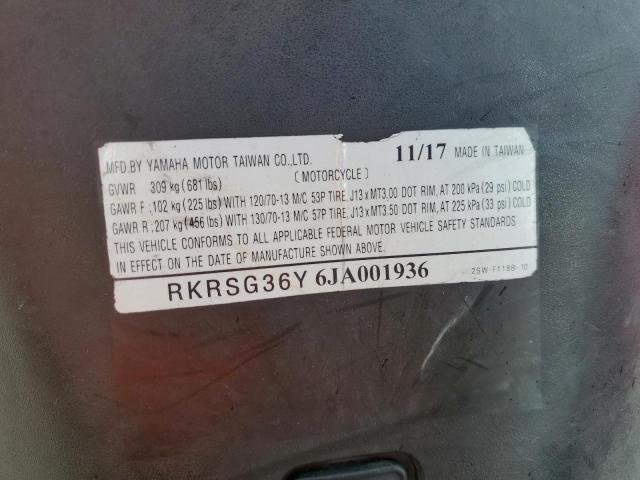 MFD.BY YAMAHA MOTOR TAIWAN CO.,LTD. 11/17 MADE IN TAIWAN
GVWR 309 kg (681 lbs) (MOTORCYCLE)
GAWR F , 102 kg (225 lbs) WITH 120/70-13 M/C 53P TIRE, J13 x MT3.00 DOT RIM, AT 200 kPa (29 psi) COLD
GAWR R , 207 kg (456 lbs) WITH 130/70-13 M/C 57P TIRE, J13 x MT3.50 DOT RIM, AT 225 kPa (33 psi) COLD
THIS VEHICLE CONFORMS TO ALL APPLICABLE FEDERAL MOTOR VEHICLE SAFETY STANDARDS
IN EFFECT ON THE DATE OF MANUFACTURE SHOWN ABOVE.
RKRSG36Y 6JA001936 2SW-F118B-10